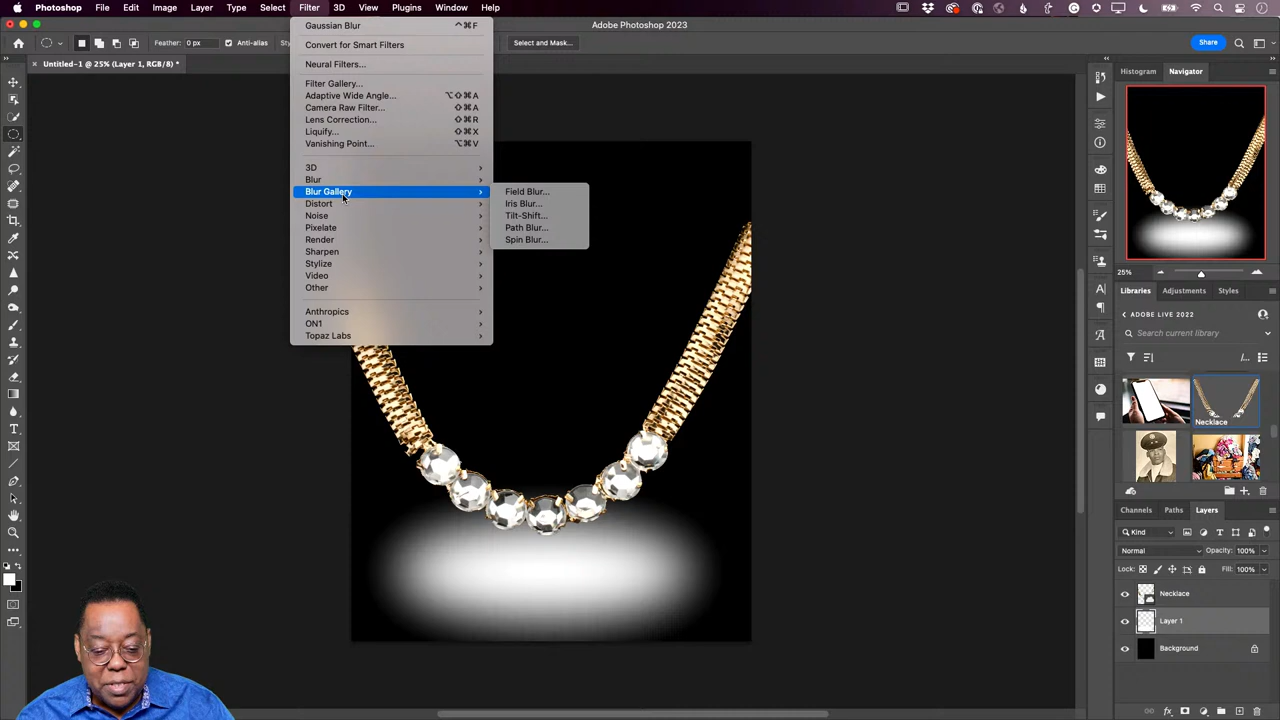 Photoshop File Edit Image Layer Type Select Filter 3D View Plugins Window Help
Adobe Photoshop 2023
Feather: 0 px Anti-alias Select and Mask... Share
Untitled-1 @ 25% (Layer 1, RGB/8) *
Gaussian Blur ^⌘F
Convert for Smart Filters
Neural Filters...
Filter Gallery...
Adaptive Wide Angle... ⌥⇧⌘A
Camera Raw Filter... ⇧⌘A
Lens Correction... ⇧⌘R
Liquify... ⇧⌘X
Vanishing Point... ⌥⌘V
3D
Blur
Blur Gallery
Distort
Noise
Pixelate
Render
Sharpen
Stylize
Video
Other
Anthropics
ON1
Topaz Labs
Field Blur...
Iris Blur...
Tilt-Shift...
Path Blur...
Spin Blur...
Histogram Navigator
25%
Libraries Adjustments Styles
ADOBE LIVE 2022
Search current library
Necklace
Channels Paths Layers
Kind
Normal Opacity: 100%
Lock: Fill: 100%
Necklace
Layer 1
Background